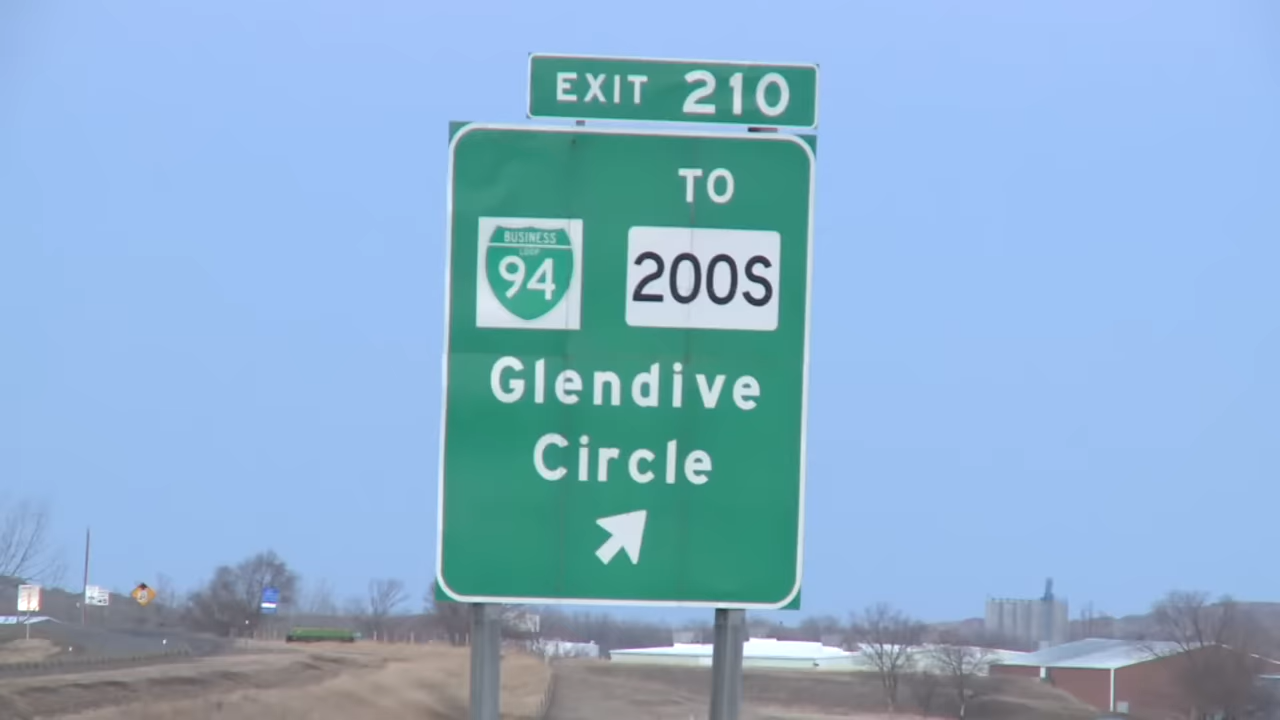 EXIT 210
TO
BUSINESS
LOOP
94
200S
Glendive
Circle